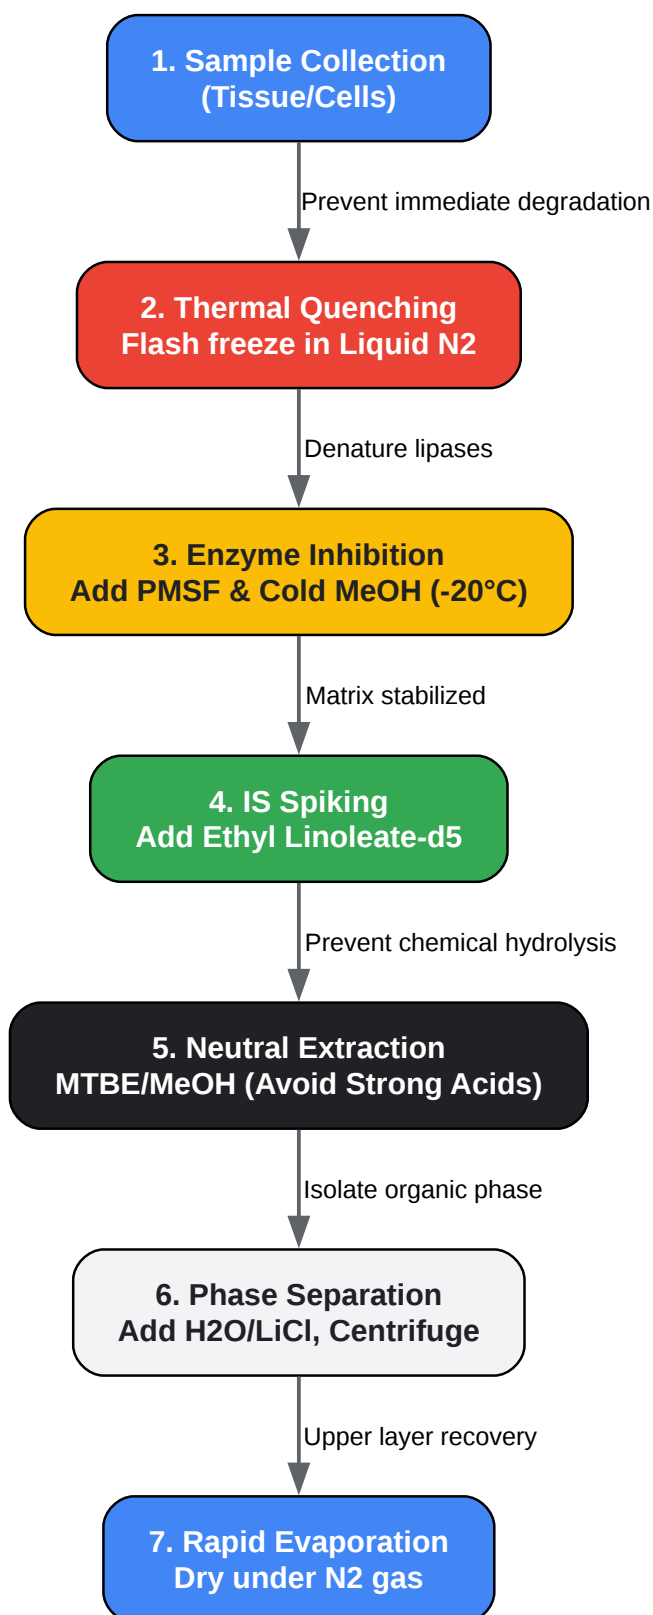 1. Sample Collection
(Tissue/Cells)
Prevent immediate degradation
2. Thermal Quenching
Flash freeze in Liquid N2
Denature lipases
3. Enzyme Inhibition
Add PMSF & Cold MeOH (-20°C)
Matrix stabilized
4. IS Spiking
Add Ethyl Linoleate-d5
Prevent chemical hydrolysis
5. Neutral Extraction
MTBE/MeOH (Avoid Strong Acids)
Isolate organic phase
6. Phase Separation
Add H2O/LiCl, Centrifuge
Upper layer recovery
7. Rapid Evaporation
Dry under N2 gas